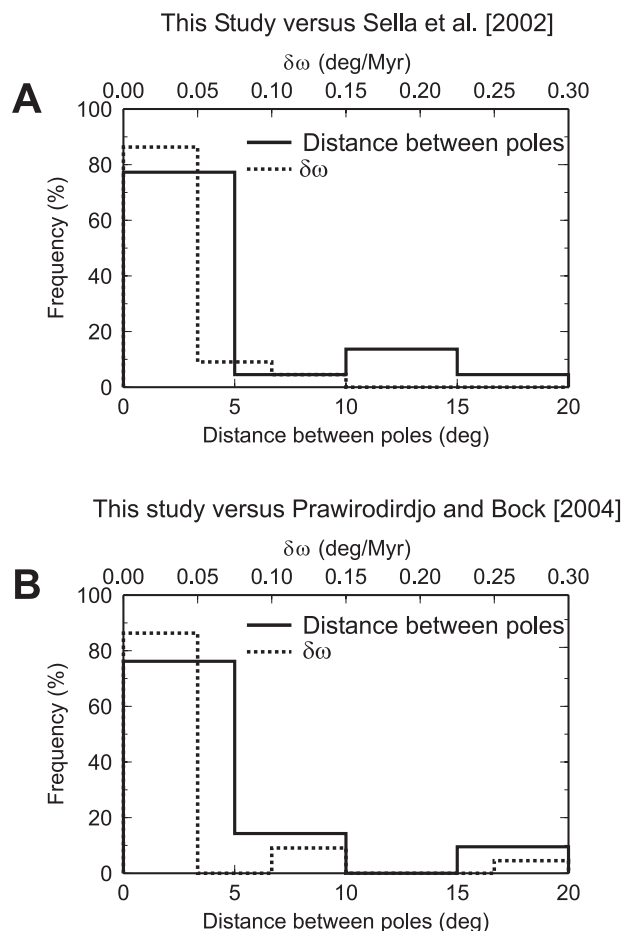 This Study versus Sella et al. [2002]
δω (deg/Myr)
A
0.00 0.05 0.10 0.15 0.20 0.25 0.30
100
80
60
40
20
0
Frequency (%)
Distance between poles
δω
0 5 10 15 20
Distance between poles (deg)
This study versus Prawirodirdjo and Bock [2004]
δω (deg/Myr)
B
0.00 0.05 0.10 0.15 0.20 0.25 0.30
100
80
60
40
20
0
Frequency (%)
Distance between poles
δω
0 5 10 15 20
Distance between poles (deg)